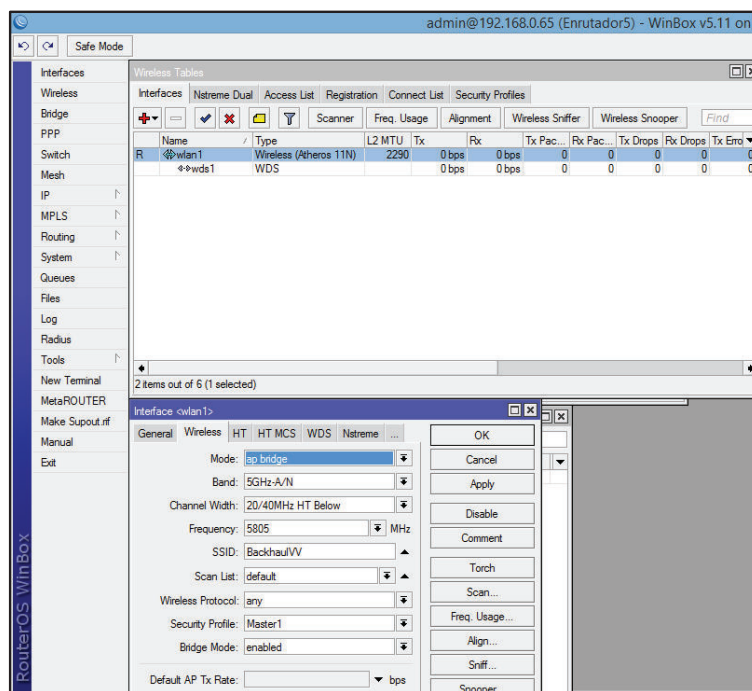 admin@192.168.0.65 (Enrutador5) - WinBox v5.11 on
Safe Mode
Interfaces
Wireless
Bridge
PPP
Switch
Mesh
IP
MPLS
Routing
System
Queues
Files
Log
Radius
Tools
New Terminal
MetaROUTER
Make Supout.rif
Manual
Exit
RouterOS WinBox
Wireless Tables
Interfaces Nstreme Dual Access List Registration Connect List Security Profiles
Scanner Freq. Usage Alignment Wireless Sniffer Wireless Snooper Find
Name / Type L2 MTU Tx Rx Tx Pac... Rx Pac... Tx Drops Rx Drops Tx Erro
R wlan1 Wireless (Atheros 11N) 2290 0 bps 0 bps 0 0 0 0 0
wds1 WDS 0 bps 0 bps 0 0 0 0 0
2 items out of 6 (1 selected)
Interface <wlan1>
General Wireless HT HT MCS WDS Nstreme ...
Mode: ap bridge
Band: 5GHz-A/N
Channel Width: 20/40MHz HT Below
Frequency: 5805 MHz
SSID: BackhaulVV
Scan List: default
Wireless Protocol: any
Security Profile: Master1
Bridge Mode: enabled
Default AP Tx Rate: bps
OK
Cancel
Apply
Disable
Comment
Torch
Scan...
Freq. Usage...
Align...
Sniff...
Snooper...